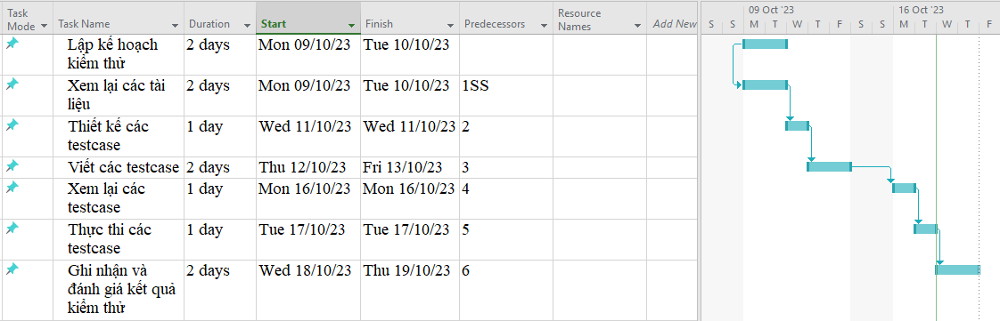 Task Mode Task Name Duration Start Finish Predecessors Resource Names Add New
09 Oct '23 16 Oct '23
S S M T W T F S S M T W T F
Lập kế hoạch kiểm thử 2 days Mon 09/10/23 Tue 10/10/23
Xem lại các tài liệu 2 days Mon 09/10/23 Tue 10/10/23 1SS
Thiết kế các testcase 1 day Wed 11/10/23 Wed 11/10/23 2
Viết các testcase 2 days Thu 12/10/23 Fri 13/10/23 3
Xem lại các testcase 1 day Mon 16/10/23 Mon 16/10/23 4
Thực thi các testcase 1 day Tue 17/10/23 Tue 17/10/23 5
Ghi nhận và đánh giá kết quả kiểm thử 2 days Wed 18/10/23 Thu 19/10/23 6